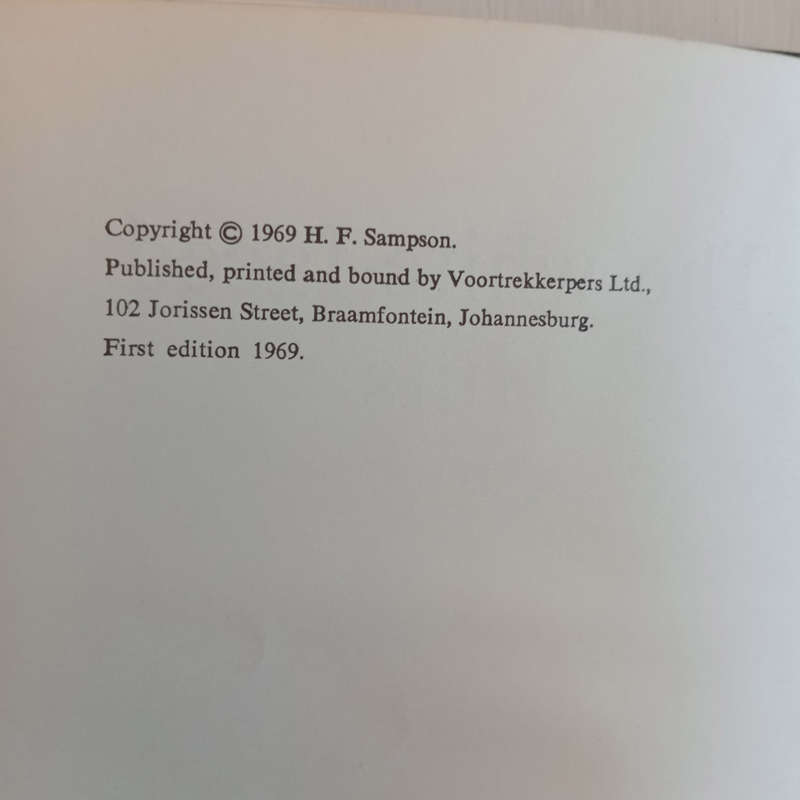 Copyright © 1969 H. F. Sampson.
Published, printed and bound by Voortrekkerpers Ltd.,
102 Jorissen Street, Braamfontein, Johannesburg.
First edition 1969.